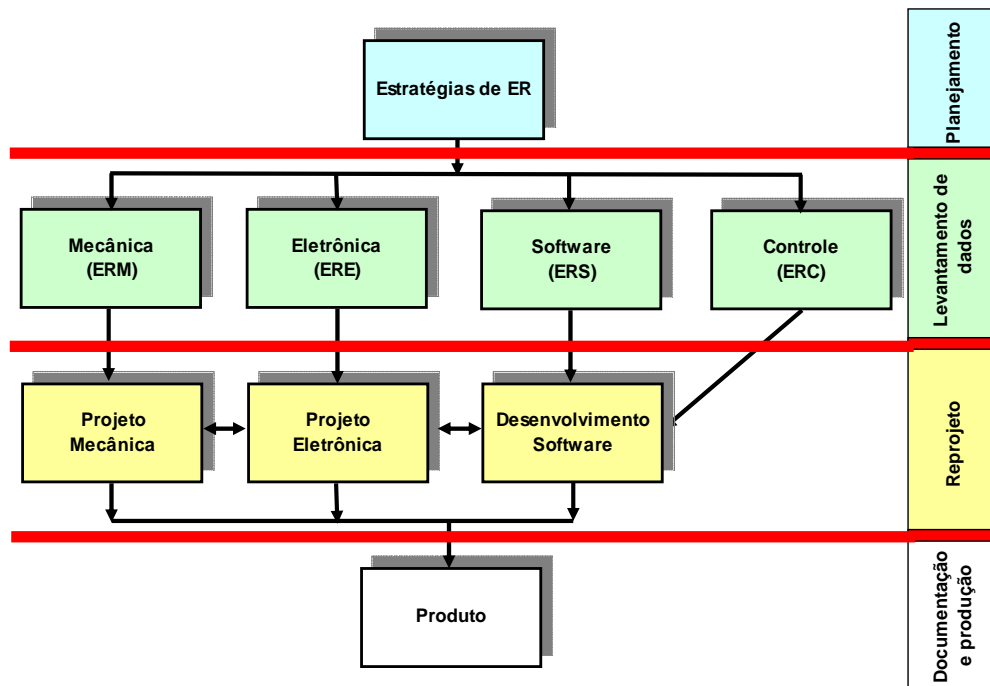 Estratégias de ER
Planejamento
Mecânica
(ERM)
Eletrônica
(ERE)
Software
(ERS)
Controle
(ERC)
Levantamento de
dados
Projeto
Mecânica
Projeto
Eletrônica
Desenvolvimento
Software
Reprojeto
Produto
Documentação
e produção